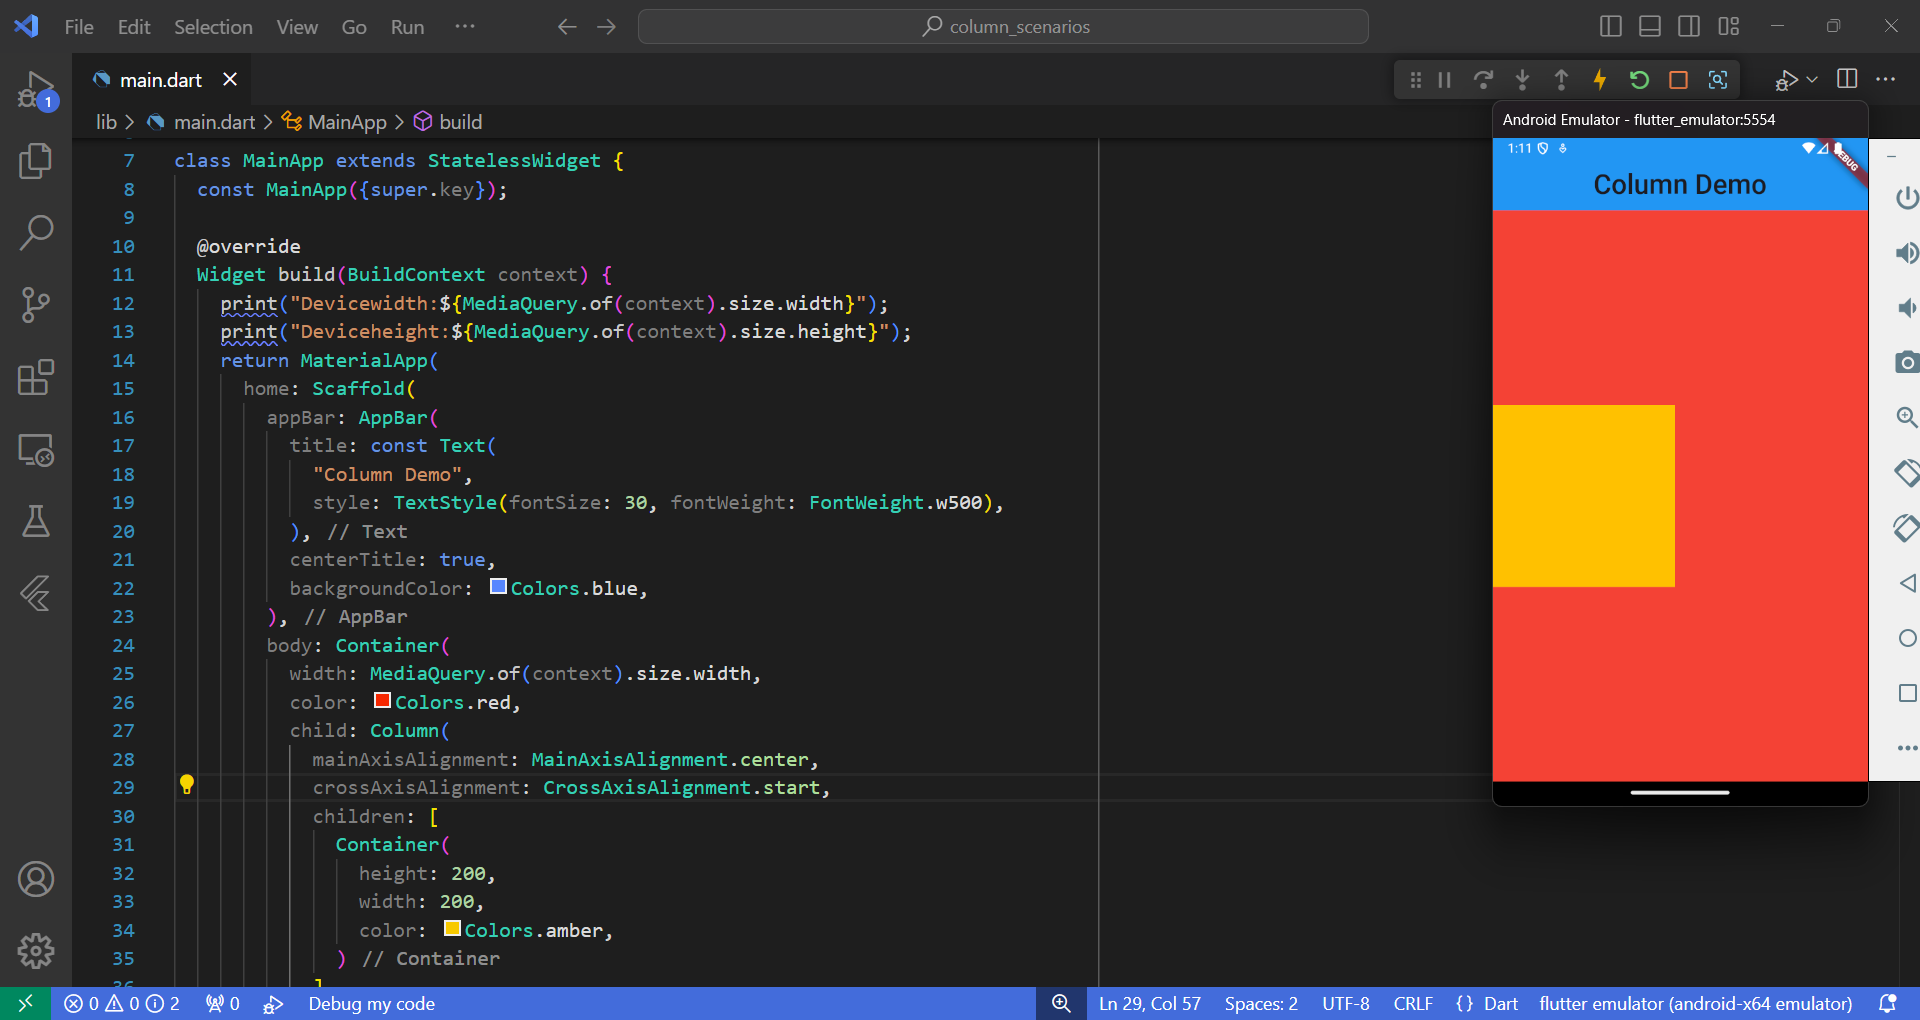 File Edit Selection View Go Run ···
column_scenarios
1
main.dart
lib > main.dart > MainApp > build
7 class MainApp extends StatelessWidget {
8 const MainApp({super.key});
9
10 @override
11 Widget build(BuildContext context) {
12 print("Devicewidth:${MediaQuery.of(context).size.width}");
13 print("Deviceheight:${MediaQuery.of(context).size.height}");
14 return MaterialApp(
15 home: Scaffold(
16 appBar: AppBar(
17 title: const Text(
18 "Column Demo",
19 style: TextStyle(fontSize: 30, fontWeight: FontWeight.w500),
20 ), // Text
21 centerTitle: true,
22 backgroundColor: Colors.blue,
23 ), // AppBar
24 body: Container(
25 width: MediaQuery.of(context).size.width,
26 color: Colors.red,
27 child: Column(
28 mainAxisAlignment: MainAxisAlignment.center,
29 crossAxisAlignment: CrossAxisAlignment.start,
30 children: [
31 Container(
32 height: 200,
33 width: 200,
34 color: Colors.amber,
35 ) // Container
36 ]
Android Emulator - flutter_emulator:5554
1:11
DEBUG
Column Demo
0 0 2 0 Debug my code
Ln 29, Col 57 Spaces: 2 UTF-8 CRLF {} Dart flutter emulator (android-x64 emulator)